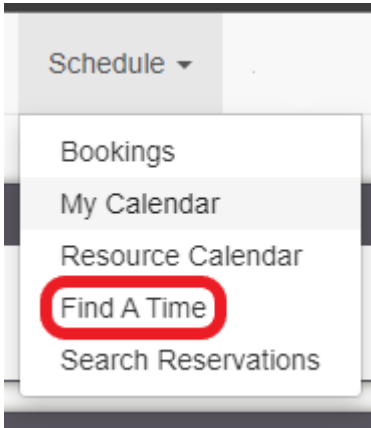 Schedule
Bookings
My Calendar
Resource Calendar
Find A Time
Search Reservations